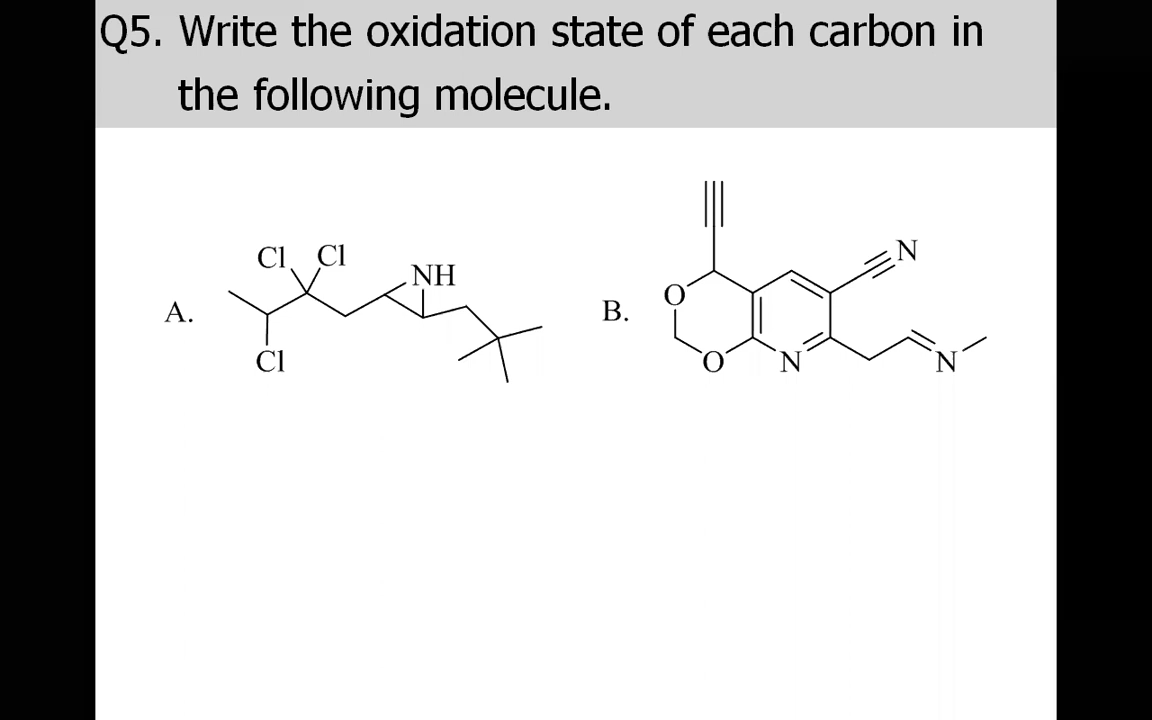 Q5. Write the oxidation state of each carbon in
the following molecule.
Cl Cl
NH
A.
Cl
B.
O
O
N
N
N